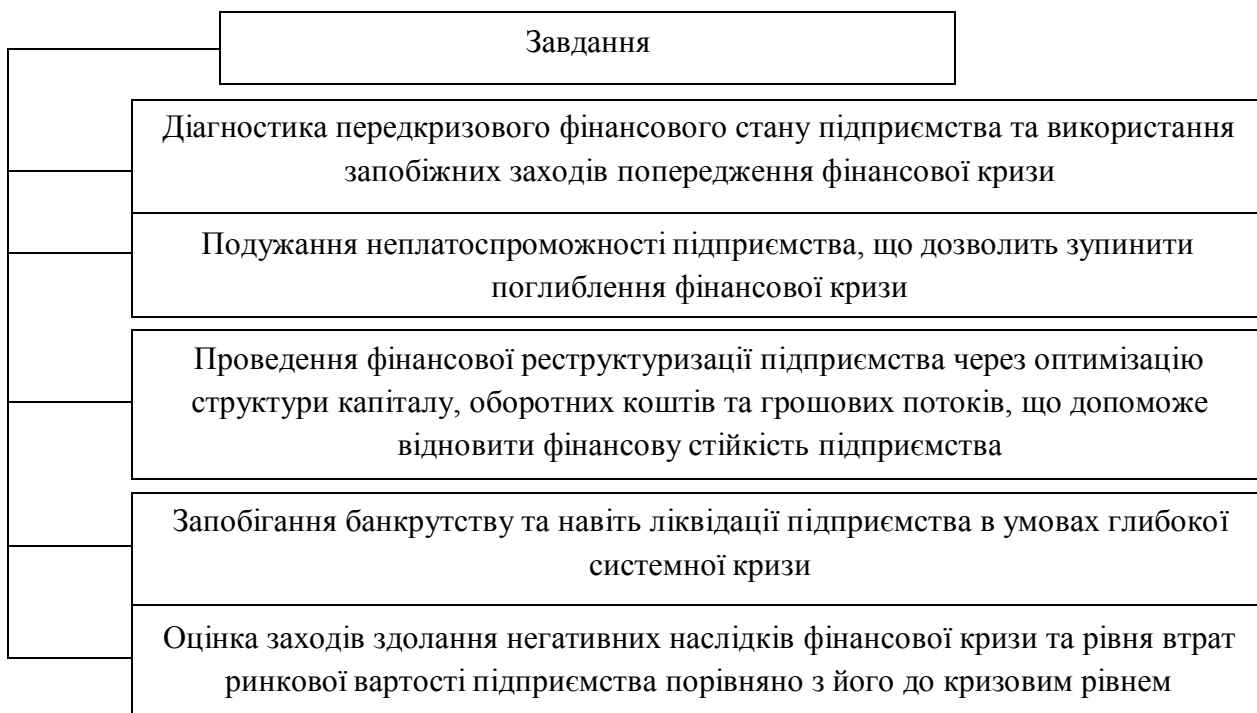 Завдання
Діагностика передкризового фінансового стану підприємства та використання
запобіжних заходів попередження фінансової кризи
Подужання неплатоспроможності підприємства, що дозволить зупинити
поглиблення фінансової кризи
Проведення фінансової реструктуризації підприємства через оптимізацію
структури капіталу, оборотних коштів та грошових потоків, що допоможе
відновити фінансову стійкість підприємства
Запобігання банкрутству та навіть ліквідації підприємства в умовах глибокої
системної кризи
Оцінка заходів здолання негативних наслідків фінансової кризи та рівня втрат
ринкової вартості підприємства порівняно з його до кризовим рівнем